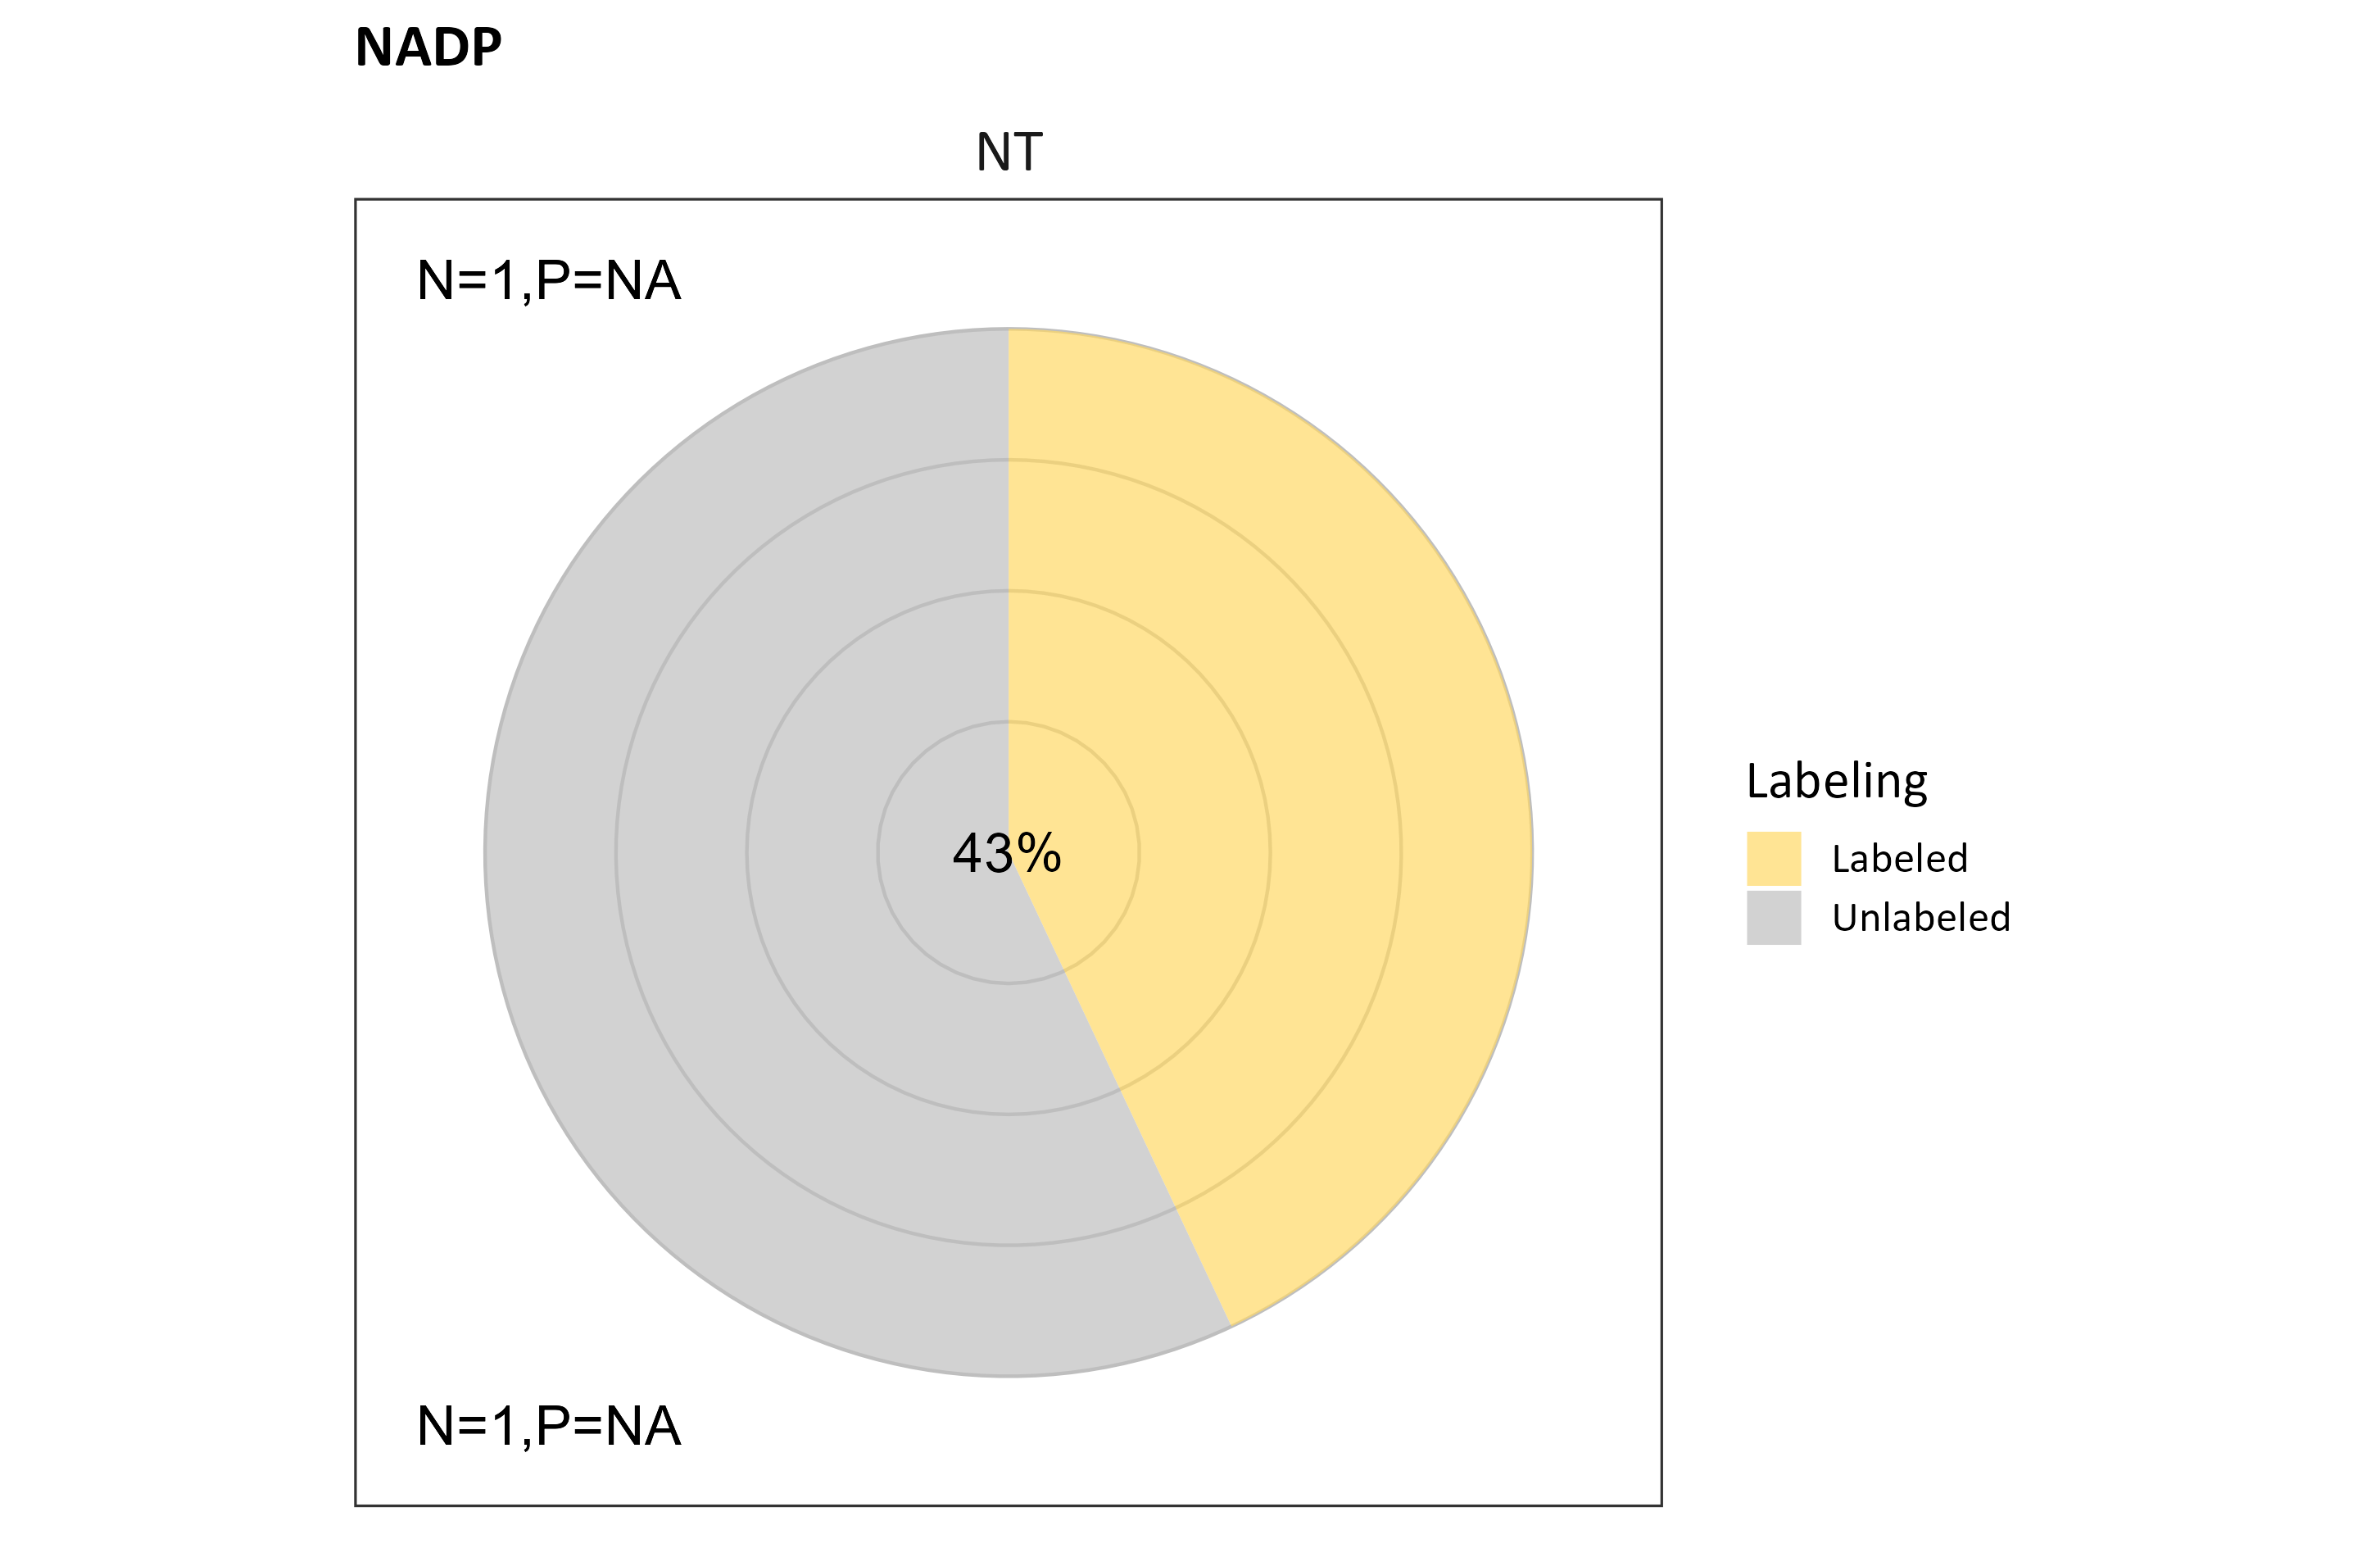 NADP
NT
N=1,P=NA
43%
Labeling
Labeled
Unlabeled
N=1,P=NA